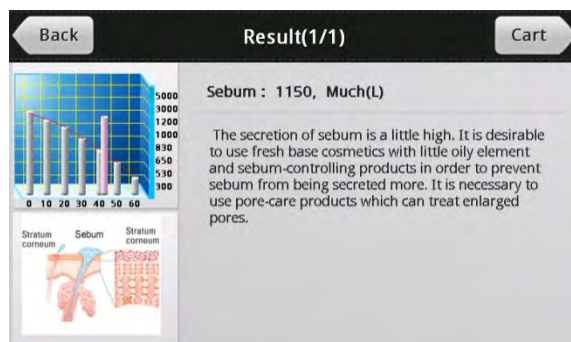 Back
Result(1/1)
Cart
5000
3000
1200
1000
830
650
530
300
0 10 20 30 40 50 60
Sebum : 1150, Much(L)
The secretion of sebum is a little high. It is desirable
to use fresh base cosmetics with little oily element
and sebum-controlling products in order to prevent
sebum from being secreted more. It is necessary to
use pore-care products which can treat enlarged
pores.
Stratum
corneum
Sebum
Stratum
corneum